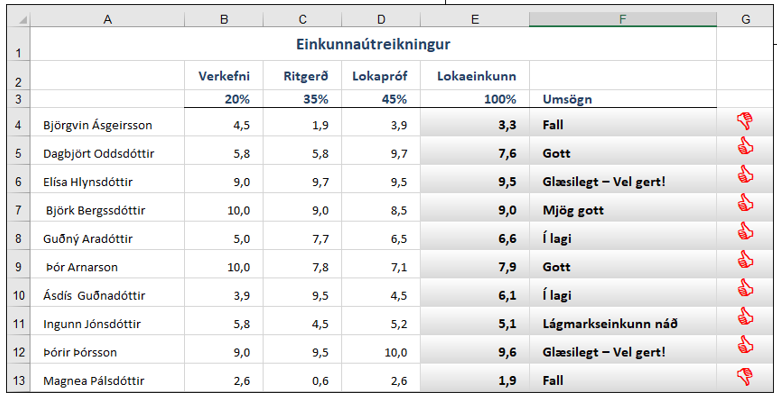 A B C D E F G
1 Einkunnaútreikningur
2 Verkefni Ritgerð Lokapróf Lokaeinkunn
3 20% 35% 45% 100% Umsögn
4 Björgvin Ásgeirsson 4,5 1,9 3,9 3,3 Fall
5 Dagbjört Oddsdóttir 5,8 5,8 9,7 7,6 Gott
6 Elísa Hlynsdóttir 9,0 9,7 9,5 9,5 Glæsilegt – Vel gert!
7 Björk Bergssdóttir 10,0 9,0 8,5 9,0 Mjög gott
8 Guðný Aradóttir 5,0 7,7 6,5 6,6 Í lagi
9 Þór Arnarson 10,0 7,8 7,1 7,9 Gott
10 Ásdís Guðnadóttir 3,9 9,5 4,5 6,1 Í lagi
11 Ingunn Jónsdóttir 5,8 4,5 5,2 5,1 Lágmarkseinkunn náð
12 Þórir Þórsson 9,0 9,5 10,0 9,6 Glæsilegt – Vel gert!
13 Magnea Pálsdóttir 2,6 0,6 2,6 1,9 Fall